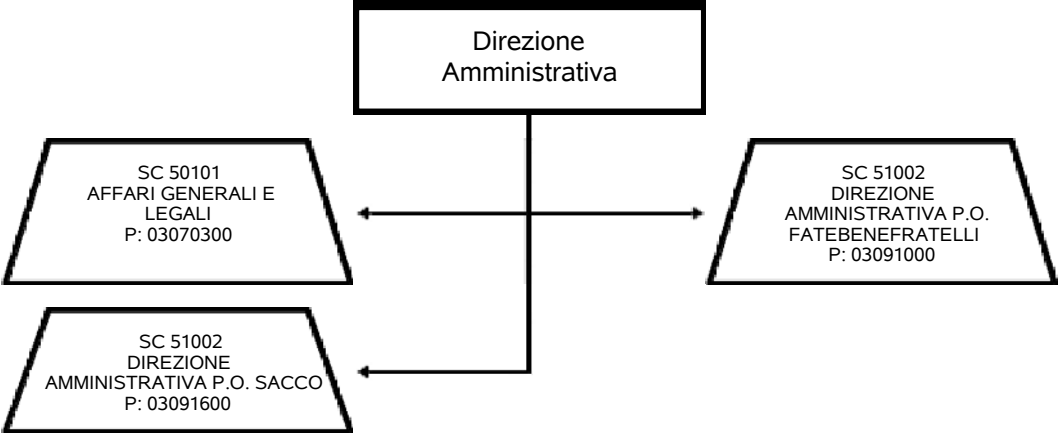 Direzione
Amministrativa
SC 50101
AFFARI GENERALI E
LEGALI
P: 03070300
SC 51002
DIREZIONE
AMMINISTRATIVA P.O.
FATEBENEFRATELLI
P: 03091000
SC 51002
DIREZIONE
AMMINISTRATIVA P.O. SACCO
P: 03091600